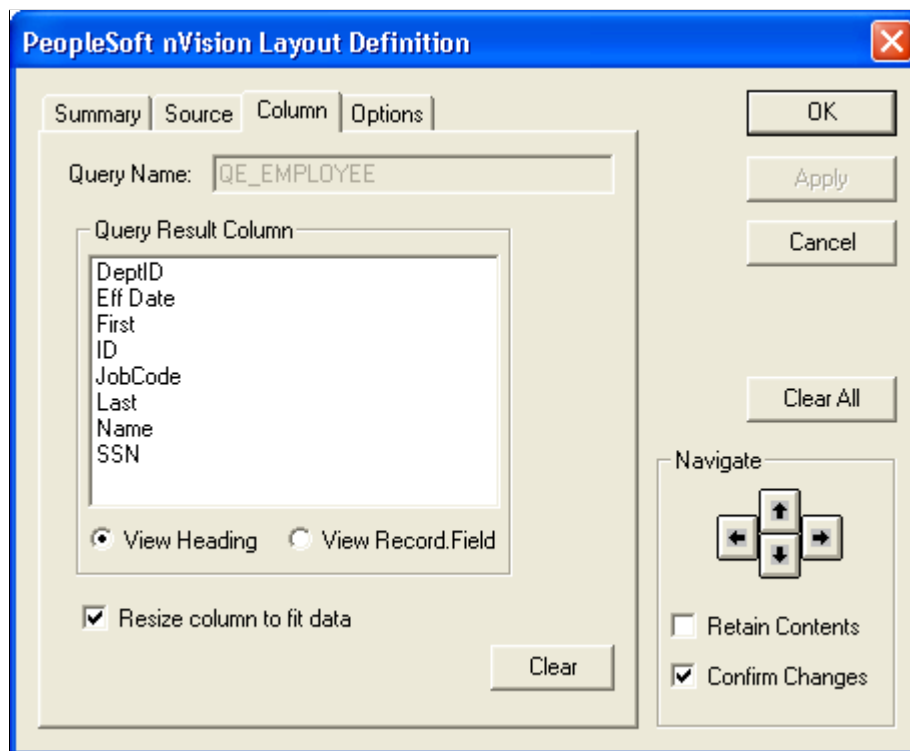 PeopleSoft nVision Layout Definition
Summary Source Column Options
OK
Query Name: QE_EMPLOYEE
Apply
Query Result Column
Cancel
DeptID
Eff Date
First
ID
JobCode
Last
Name
SSN
Clear All
Navigate
View Heading View Record.Field
Resize column to fit data
Retain Contents
Clear
Confirm Changes